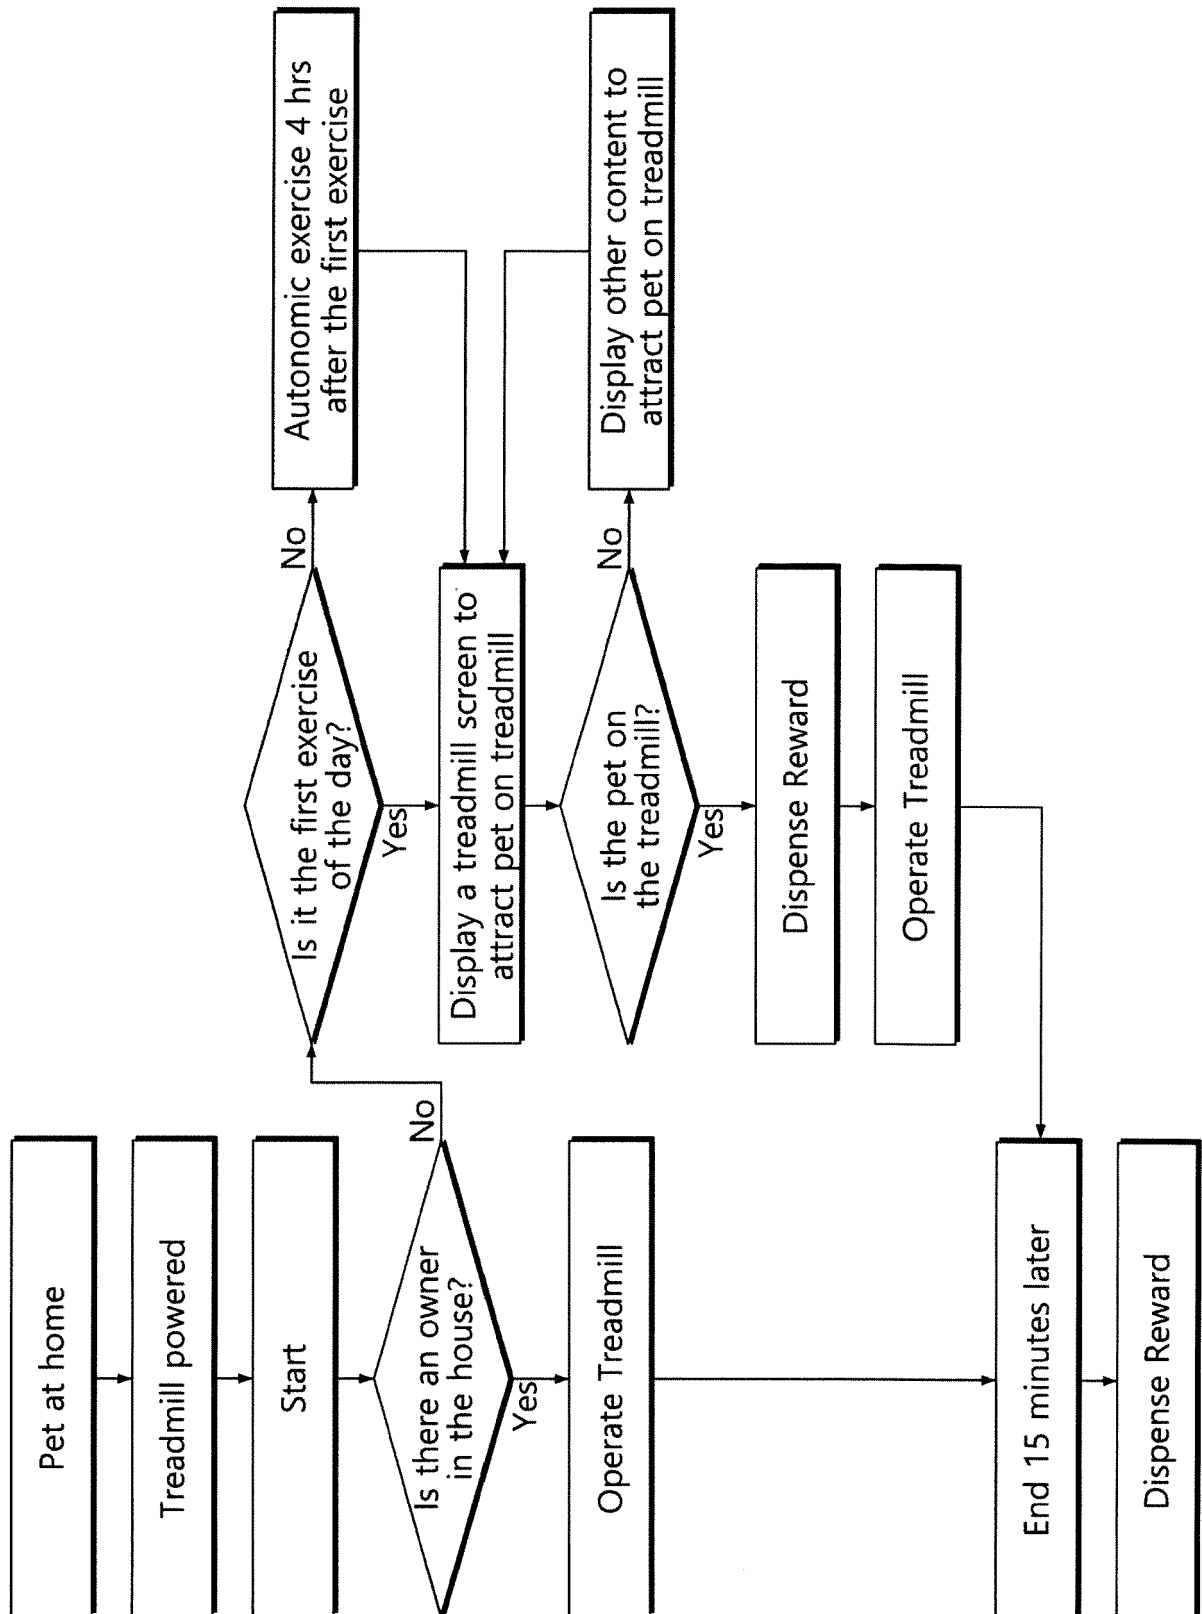 Pet at home
Treadmill powered
Start
Is there an owner
in the house?
No
Yes
Operate Treadmill
Is it the first exercise
of the day?
No
Yes
Autonomic exercise 4 hrs
after the first exercise
Display a treadmill screen to
attract pet on treadmill
Is the pet on
the treadmill?
No
Yes
Display other content to
attract pet on treadmill
Dispense Reward
Operate Treadmill
End 15 minutes later
Dispense Reward